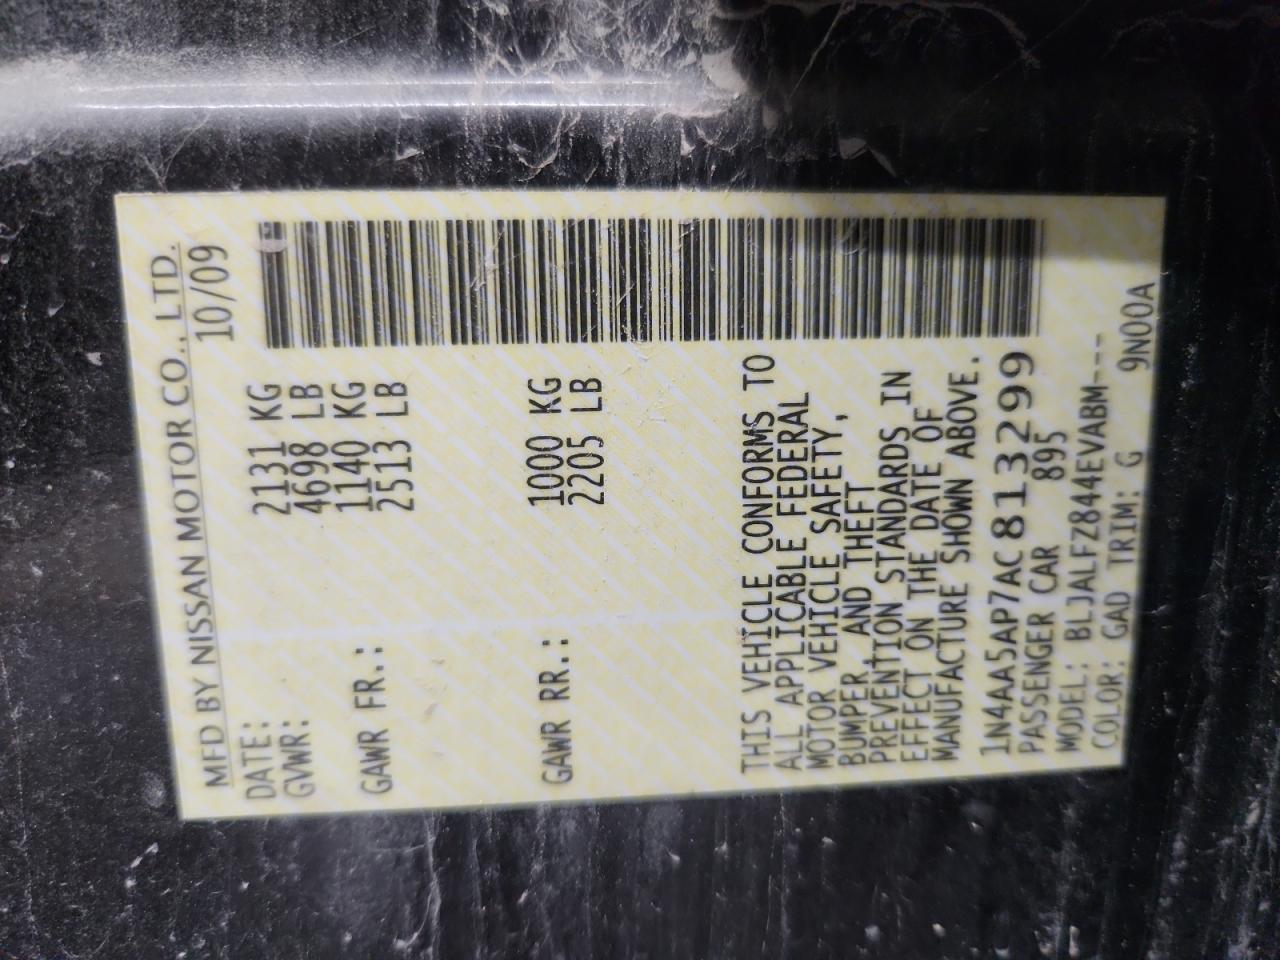 MFD BY NISSAN MOTOR CO., LTD.
DATE: 10/09
GVWR: 2131 KG
4698 LB
GAWR FR.: 1140 KG
2513 LB
GAWR RR.: 1000 KG
2205 LB
THIS VEHICLE CONFORMS TO
ALL APPLICABLE FEDERAL
MOTOR VEHICLE SAFETY,
BUMPER, AND THEFT
PREVENTION STANDARDS IN
EFFECT ON THE DATE OF
MANUFACTURE SHOWN ABOVE.
1N4AA5AP7AC813299
PASSENGER CAR 895
MODEL: BLJALFZ844EVABM---
COLOR: GAD TRIM: G 9N00A